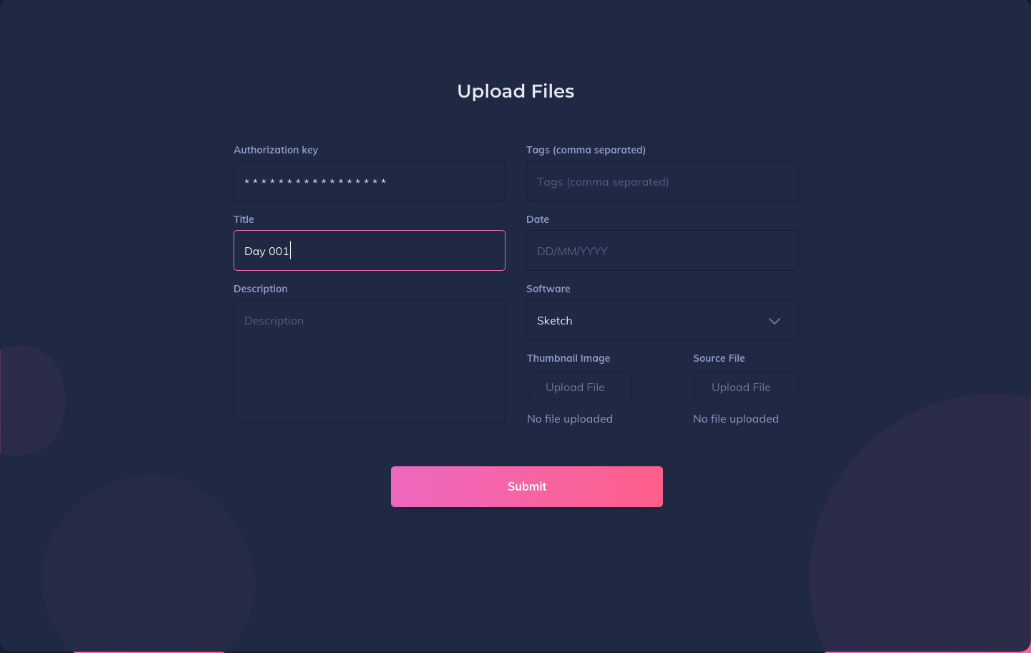 Upload Files
Authorization key
* * * * * * * * * * * * * * * *
Title
Day 001
Description
Description
Tags (comma separated)
Tags (comma separated)
Date
DD/MM/YYYY
Software
Sketch
Thumbnail Image
Upload File
No file uploaded
Source File
Upload File
No file uploaded
Submit